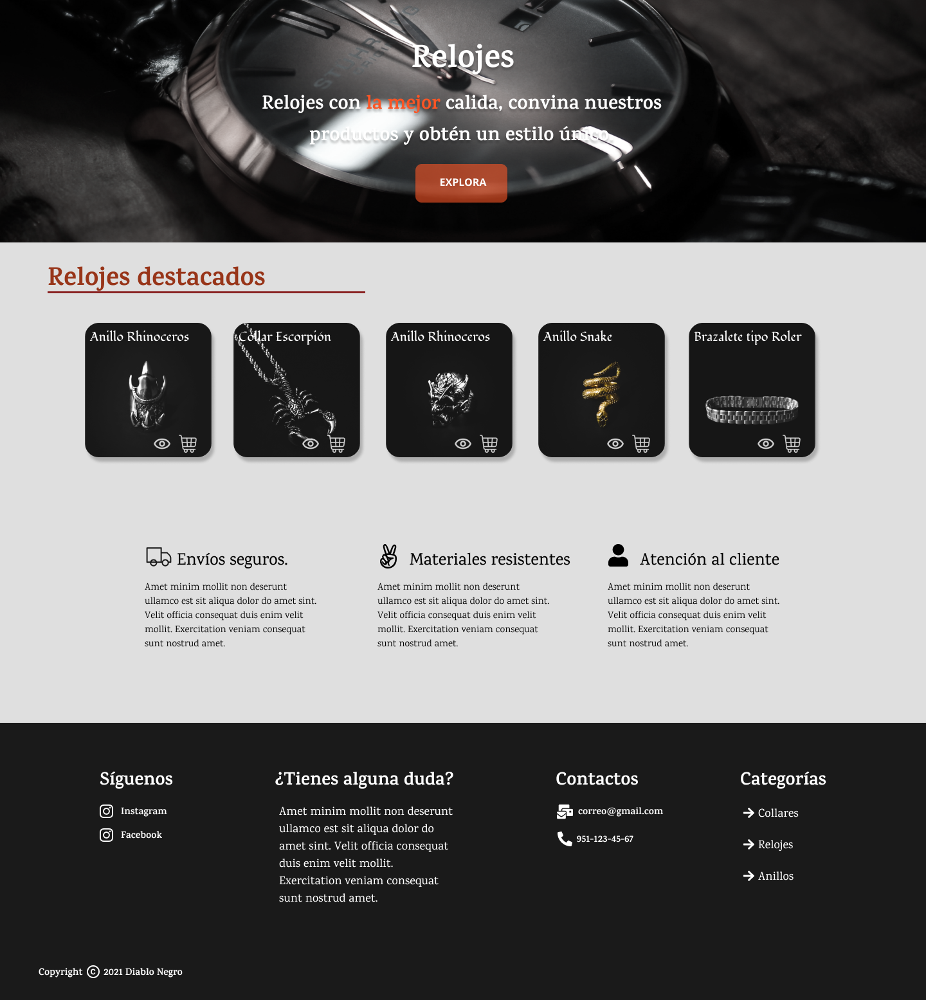 Relojes
Relojes con la mejor calida, convina nuestros
productos y obtén un estilo único.
EXPLORA
Relojes destacados
Anillo Rhinoceros
Collar Escorpión
Anillo Rhinoceros
Anillo Snake
Brazalete tipo Roler
Envíos seguros.
Amet minim mollit non deserunt
ullamco est sit aliqua dolor do amet sint.
Velit officia consequat duis enim velit
mollit. Exercitation veniam consequat
sunt nostrud amet.
Materiales resistentes
Amet minim mollit non deserunt
ullamco est sit aliqua dolor do amet sint.
Velit officia consequat duis enim velit
mollit. Exercitation veniam consequat
sunt nostrud amet.
Atención al cliente
Amet minim mollit non deserunt
ullamco est sit aliqua dolor do amet sint.
Velit officia consequat duis enim velit
mollit. Exercitation veniam consequat
sunt nostrud amet.
Síguenos
Instagram
Facebook
¿Tienes alguna duda?
Amet minim mollit non deserunt
ullamco est sit aliqua dolor do
amet sint. Velit officia consequat
duis enim velit mollit.
Exercitation veniam consequat
sunt nostrud amet.
Contactos
correo@gmail.com
951-123-45-67
Categorías
Collares
Relojes
Anillos
Copyright © 2021 Diablo Negro